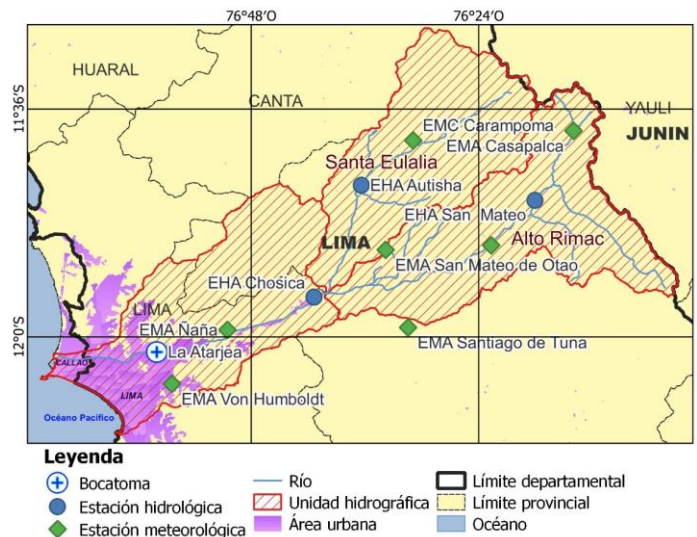 76°48'O
76°24'O
HUARAL
CANTA
11°36'S
YAULI
JUNIN
EMC Carampoma
EMA Casapalca
Santa Eulalia
EHA Autisha
EHA San Mateo
LIMA
Alto Rimac
EMA San Mateo de Otao
EHA Chosica
LIMA
EMA Ñaña
12°0'S
EMA Santiago de Tuna
La Atarjea
CALLAO
LIMA
EMA Von Humboldt
Océano Pacífico
Leyenda
Bocatoma
Río
Límite departamental
Estación hidrológica
Unidad hidrográfica
Límite provincial
Estación meteorológica
Área urbana
Océano